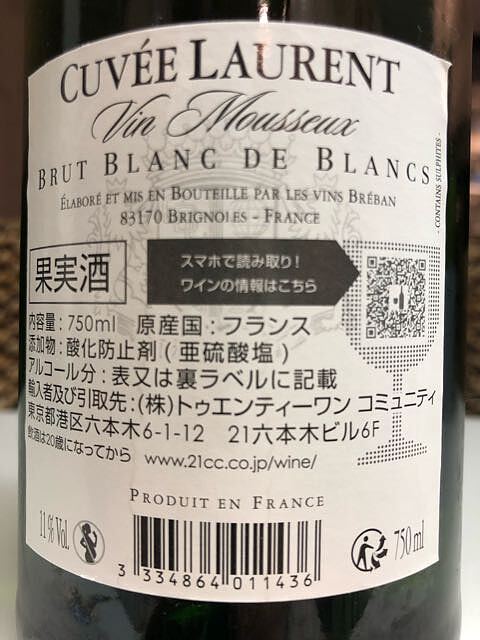 CUVÉE LAURENT
Vin Mousseux
BRUT BLANC DE BLANCS
ÉLABORÉ ET MIS EN BOUTEILLE PAR LES VINS BRÉBAN
83170 BRIGNOLES - FRANCE
- CONTAINS SULPHITES -
果実酒
スマホで読み取り!
ワインの情報はこちら
内容量:750ml 原産国:フランス
添加物:酸化防止剤(亜硫酸塩)
アルコール分:表又は裏ラベルに記載
輸入者及び引取先:(株)トゥエンティーワン コミュニティ
東京都港区六本木6-1-12 21六本木ビル6F
飲酒は20歳になってから www.21cc.co.jp/wine/
PRODUIT EN FRANCE
11% Vol.
750 ml
3 334864 011436